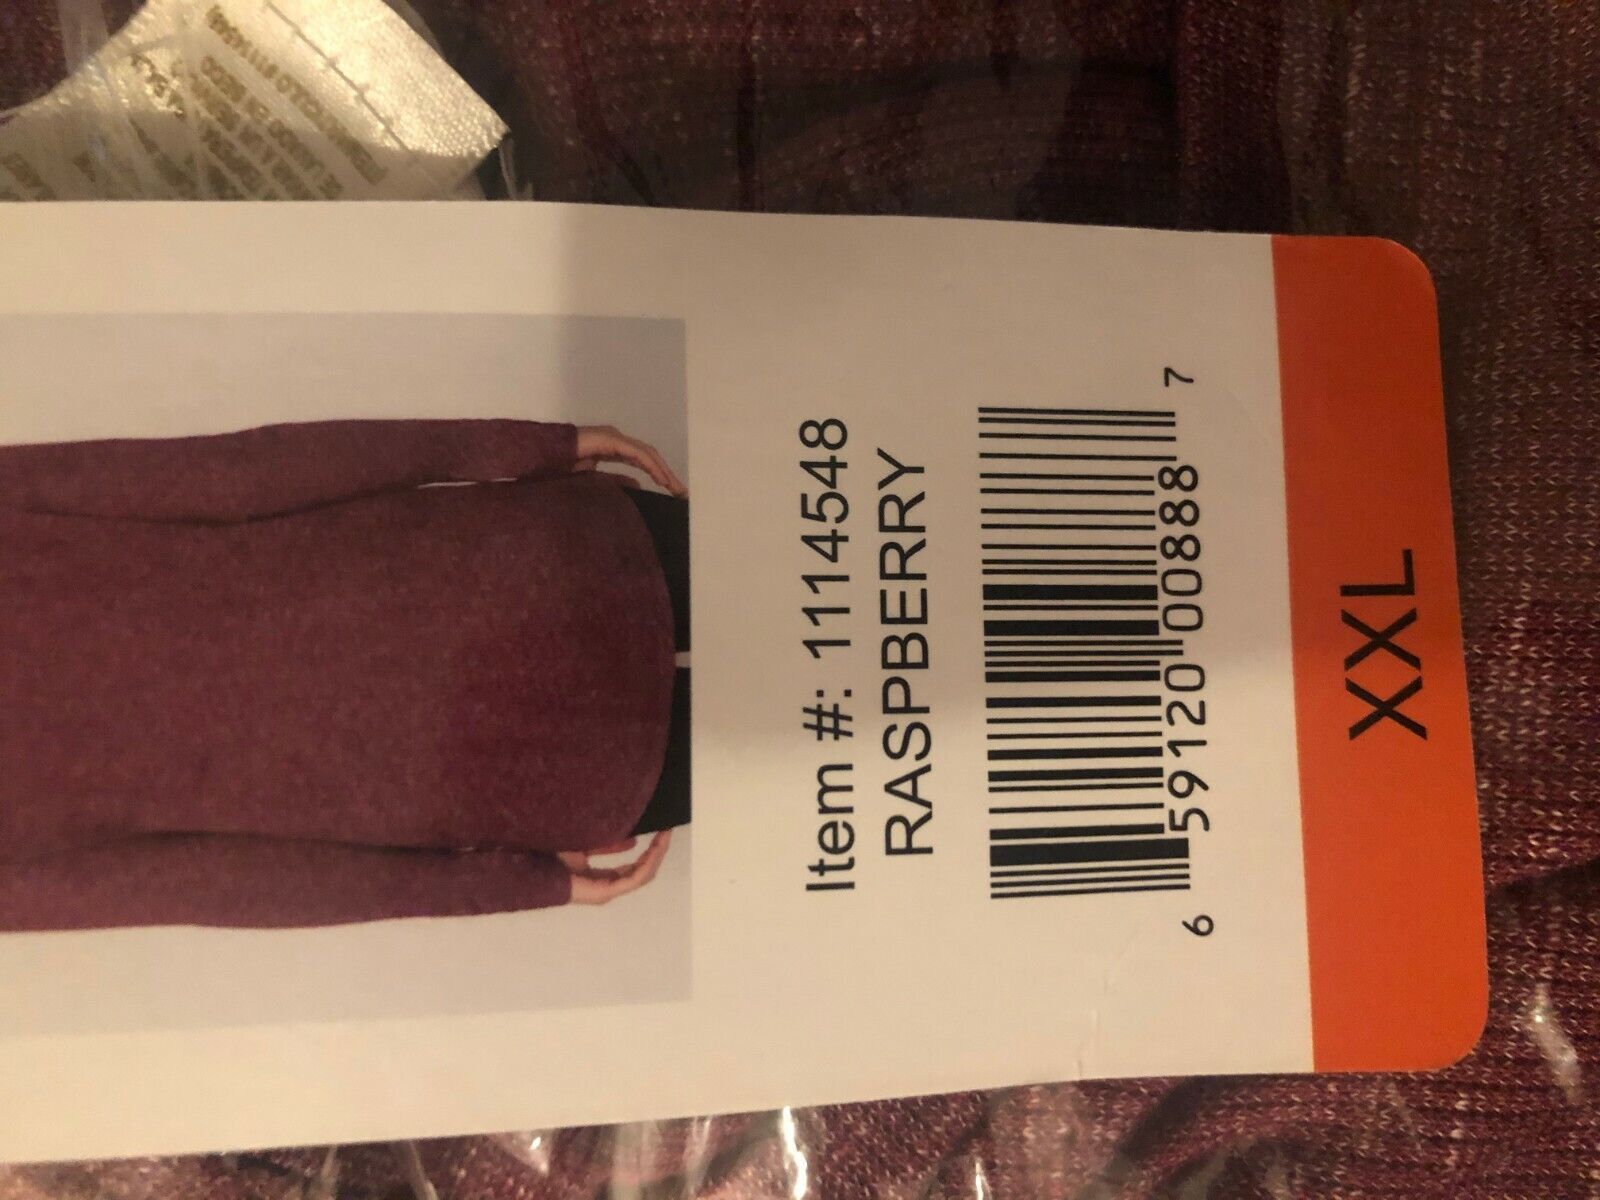 Item #: 1114548
RASPBERRY
6 59120 00888 7
XXL